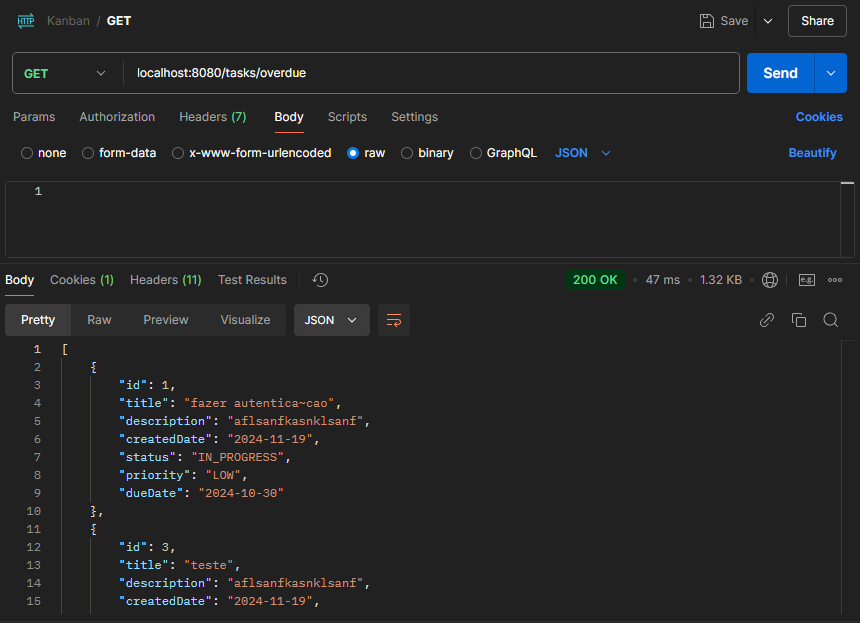 HTTP Kanban / GET Save Share
GET localhost:8080/tasks/overdue Send
Params Authorization Headers (7) Body Scripts Settings Cookies
none form-data x-www-form-urlencoded raw binary GraphQL JSON Beautify
1
Body Cookies (1) Headers (11) Test Results 200 OK • 47 ms • 1.32 KB • e.g.
Pretty Raw Preview Visualize JSON
1 [
2 {
3 "id": 1,
4 "title": "fazer autentica~cao",
5 "description": "aflsanfkasnklsanf",
6 "createdDate": "2024-11-19",
7 "status": "IN_PROGRESS",
8 "priority": "LOW",
9 "dueDate": "2024-10-30"
10 },
11 {
12 "id": 3,
13 "title": "teste",
14 "description": "aflsanfkasnklsanf",
15 "createdDate": "2024-11-19",